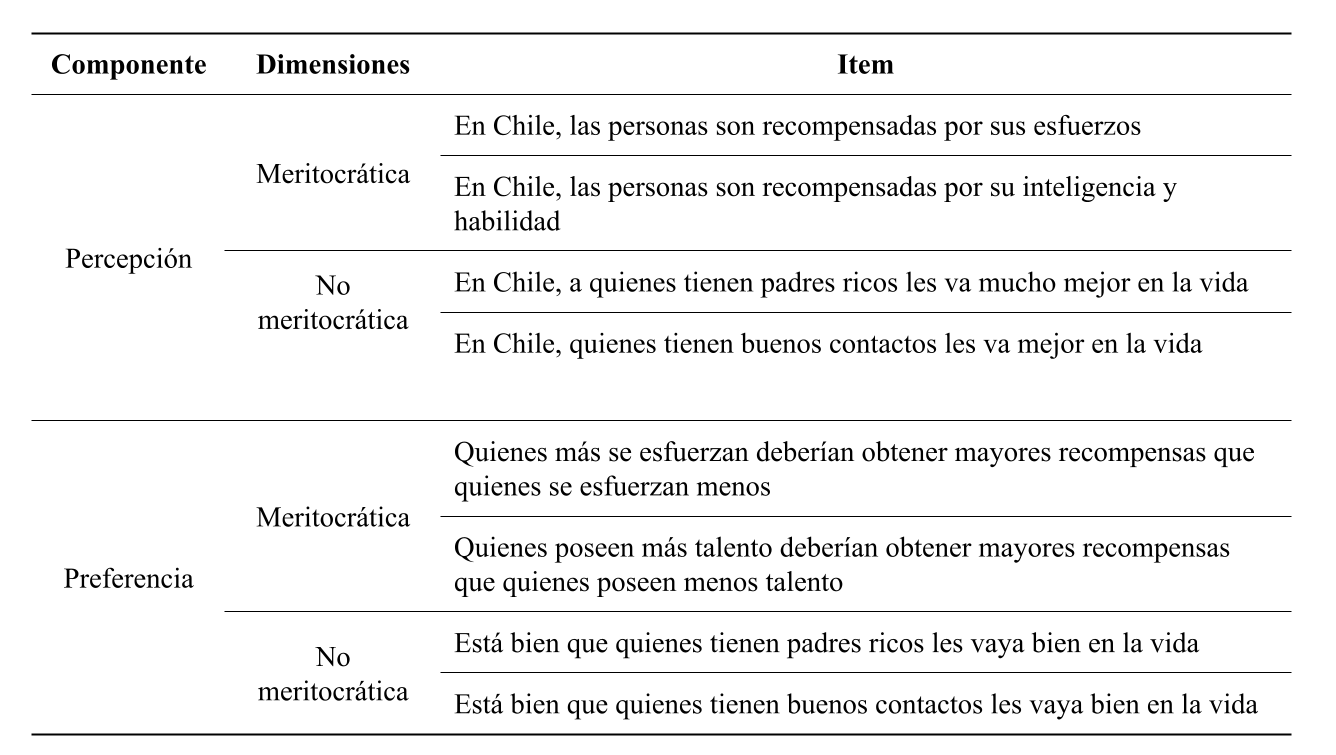 Componente Dimensiones Item
Percepción
Meritocrática
En Chile, las personas son recompensadas por sus esfuerzos
En Chile, las personas son recompensadas por su inteligencia y
habilidad
No
meritocrática
En Chile, a quienes tienen padres ricos les va mucho mejor en la vida
En Chile, quienes tienen buenos contactos les va mejor en la vida
Preferencia
Meritocrática
Quienes más se esfuerzan deberían obtener mayores recompensas que
quienes se esfuerzan menos
Quienes poseen más talento deberían obtener mayores recompensas
que quienes poseen menos talento
No
meritocrática
Está bien que quienes tienen padres ricos les vaya bien en la vida
Está bien que quienes tienen buenos contactos les vaya bien en la vida